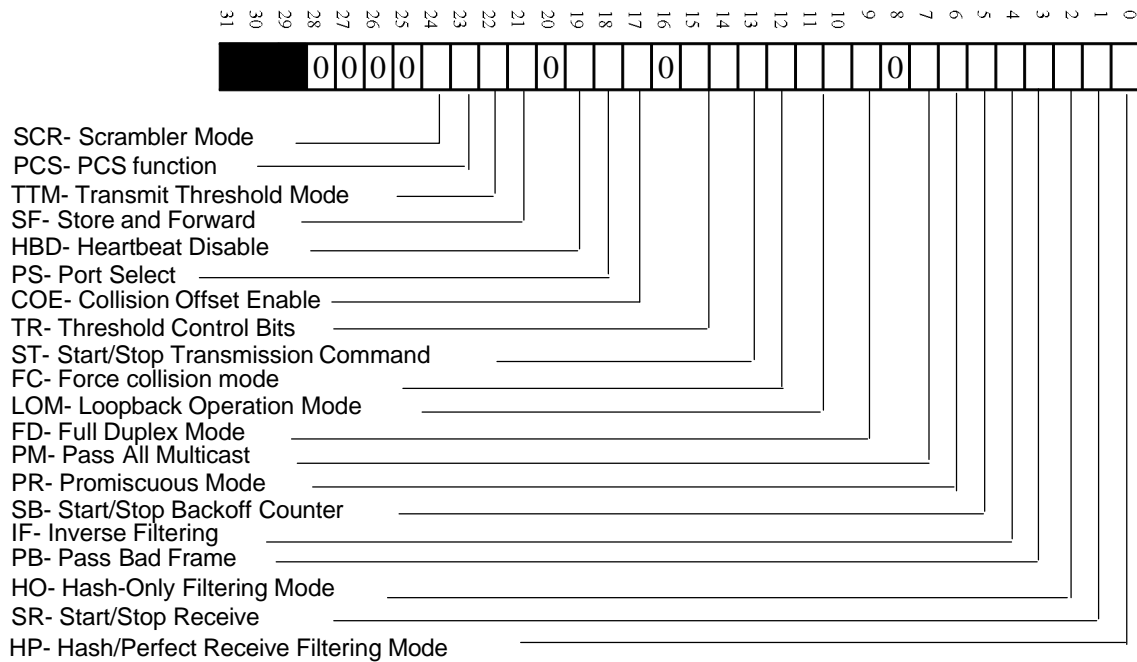 31 30 29 28 27 26 25 24 23 22 21 20 19 18 17 16 15 14 13 12 11 10 9 8 7 6 5 4 3 2 1 0
0 0 0 0 0 0 0
SCR- Scrambler Mode
PCS- PCS function
TTM- Transmit Threshold Mode
SF- Store and Forward
HBD- Heartbeat Disable
PS- Port Select
COE- Collision Offset Enable
TR- Threshold Control Bits
ST- Start/Stop Transmission Command
FC- Force collision mode
LOM- Loopback Operation Mode
FD- Full Duplex Mode
PM- Pass All Multicast
PR- Promiscuous Mode
SB- Start/Stop Backoff Counter
IF- Inverse Filtering
PB- Pass Bad Frame
HO- Hash-Only Filtering Mode
SR- Start/Stop Receive
HP- Hash/Perfect Receive Filtering Mode